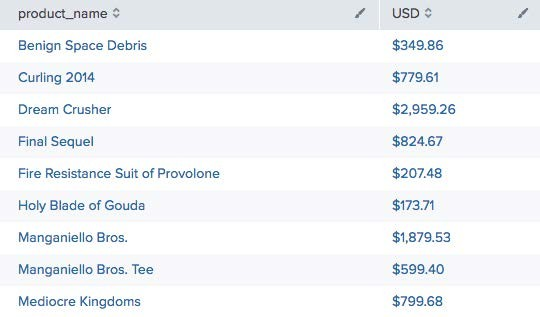 product_name USD
Benign Space Debris $349.86
Curling 2014 $779.61
Dream Crusher $2,959.26
Final Sequel $824.67
Fire Resistance Suit of Provolone $207.48
Holy Blade of Gouda $173.71
Manganiello Bros. $1,879.53
Manganiello Bros. Tee $599.40
Mediocre Kingdoms $799.68